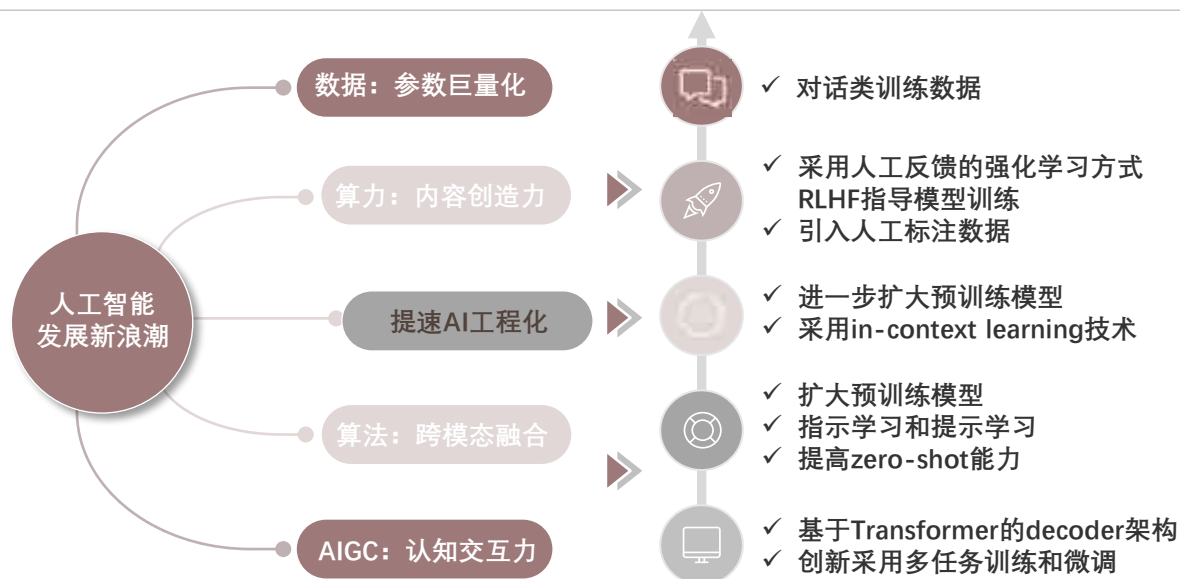 人工智能
发展新浪潮
数据：参数巨量化
算力：内容创造力
提速AI工程化
算法：跨模态融合
AIGC：认知交互力
✓ 对话类训练数据
✓ 采用人工反馈的强化学习方式
RLHF指导模型训练
✓ 引入人工标注数据
✓ 进一步扩大预训练模型
✓ 采用in-context learning技术
✓ 扩大预训练模型
✓ 指示学习和提示学习
✓ 提高zero-shot能力
✓ 基于Transformer的decoder架构
✓ 创新采用多任务训练和微调